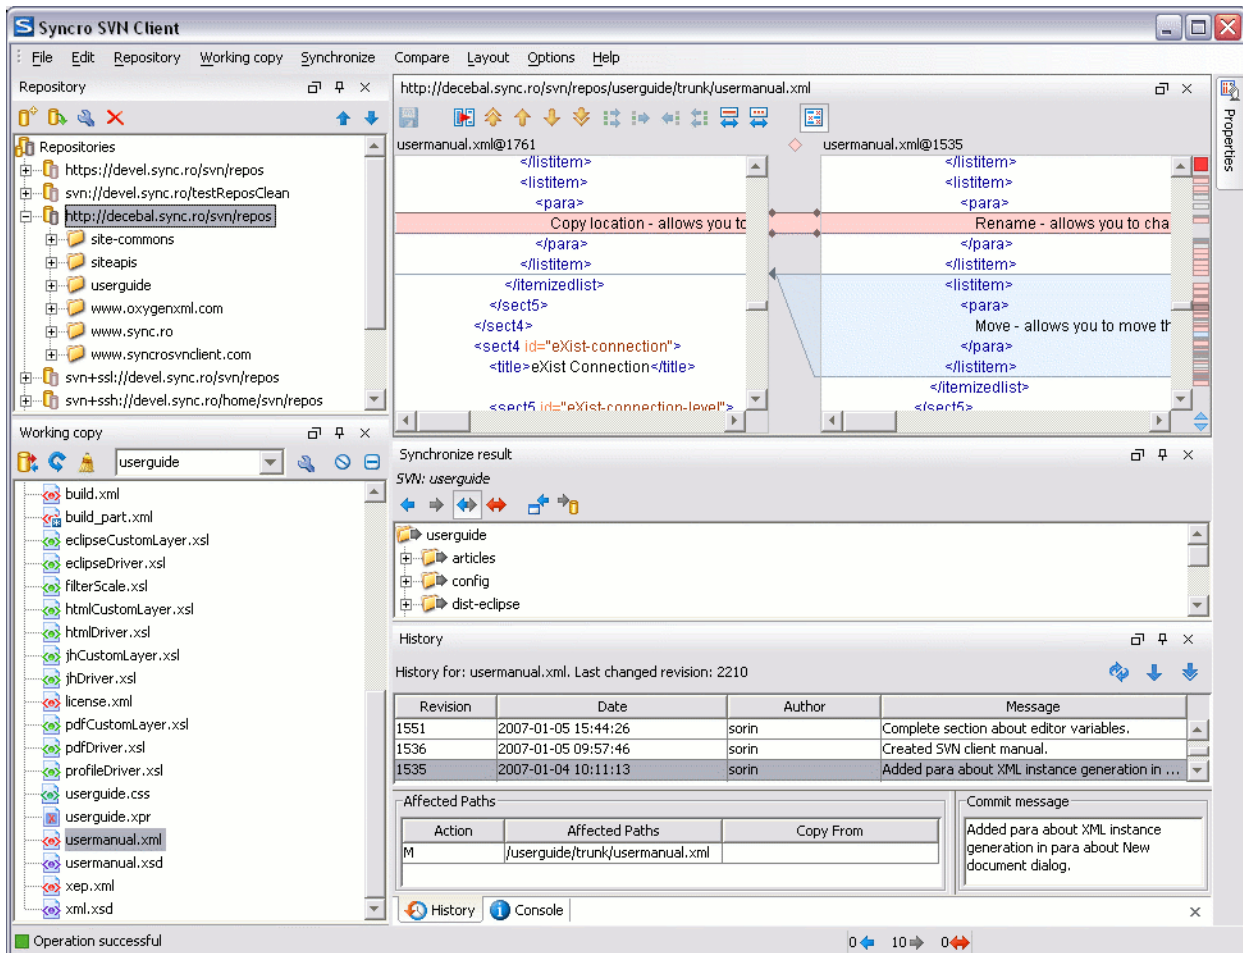 Syncro SVN Client
File Edit Repository Working copy Synchronize Compare Layout Options Help
Repository
Repositories
https://devel.sync.ro/svn/repos
svn://devel.sync.ro/testReposClean
http://decebal.sync.ro/svn/repos
site-commons
siteapis
userguide
www.oxygenxml.com
www.sync.ro
www.syncrosvnclient.com
svn+ssl://devel.sync.ro/svn/repos
svn+ssh://devel.sync.ro/home/svn/repos
Working copy
userguide
build.xml
build_part.xml
eclipseCustomLayer.xsl
eclipseDriver.xsl
filterScale.xsl
htmlCustomLayer.xsl
htmlDriver.xsl
jhCustomLayer.xsl
jhDriver.xsl
license.xml
pdfCustomLayer.xsl
pdfDriver.xsl
profileDriver.xsl
userguide.css
userguide.xpr
usermanual.xml
usermanual.xsd
xep.xml
xml.xsd
http://decebal.sync.ro/svn/repos/userguide/trunk/usermanual.xml
usermanual.xml@1761
</listitem>
<listitem>
<para>
Copy location - allows you to
</para>
</listitem>
</itemizedlist>
</sect5>
</sect4>
<sect4 id="eXist-connection">
<title>eXist Connection</title>
<sect5 id="eXist-connection-level">
usermanual.xml@1535
</listitem>
<listitem>
<para>
Rename - allows you to cha
</para>
</listitem>
<listitem>
<para>
Move - allows you to move th
</para>
</listitem>
</itemizedlist>
</sect5>
Properties
Synchronize result
SVN: userguide
userguide
articles
config
dist-eclipse
History
History for: usermanual.xml. Last changed revision: 2210
Revision Date Author Message
1551 2007-01-05 15:44:26 sorin Complete section about editor variables.
1536 2007-01-05 09:57:46 sorin Created SVN client manual.
1535 2007-01-04 10:11:13 sorin Added para about XML instance generation in ...
Affected Paths
Action Affected Paths Copy From
M /userguide/trunk/usermanual.xml
Commit message
Added para about XML instance
generation in para about New
document dialog.
History Console
Operation successful
0 10 0